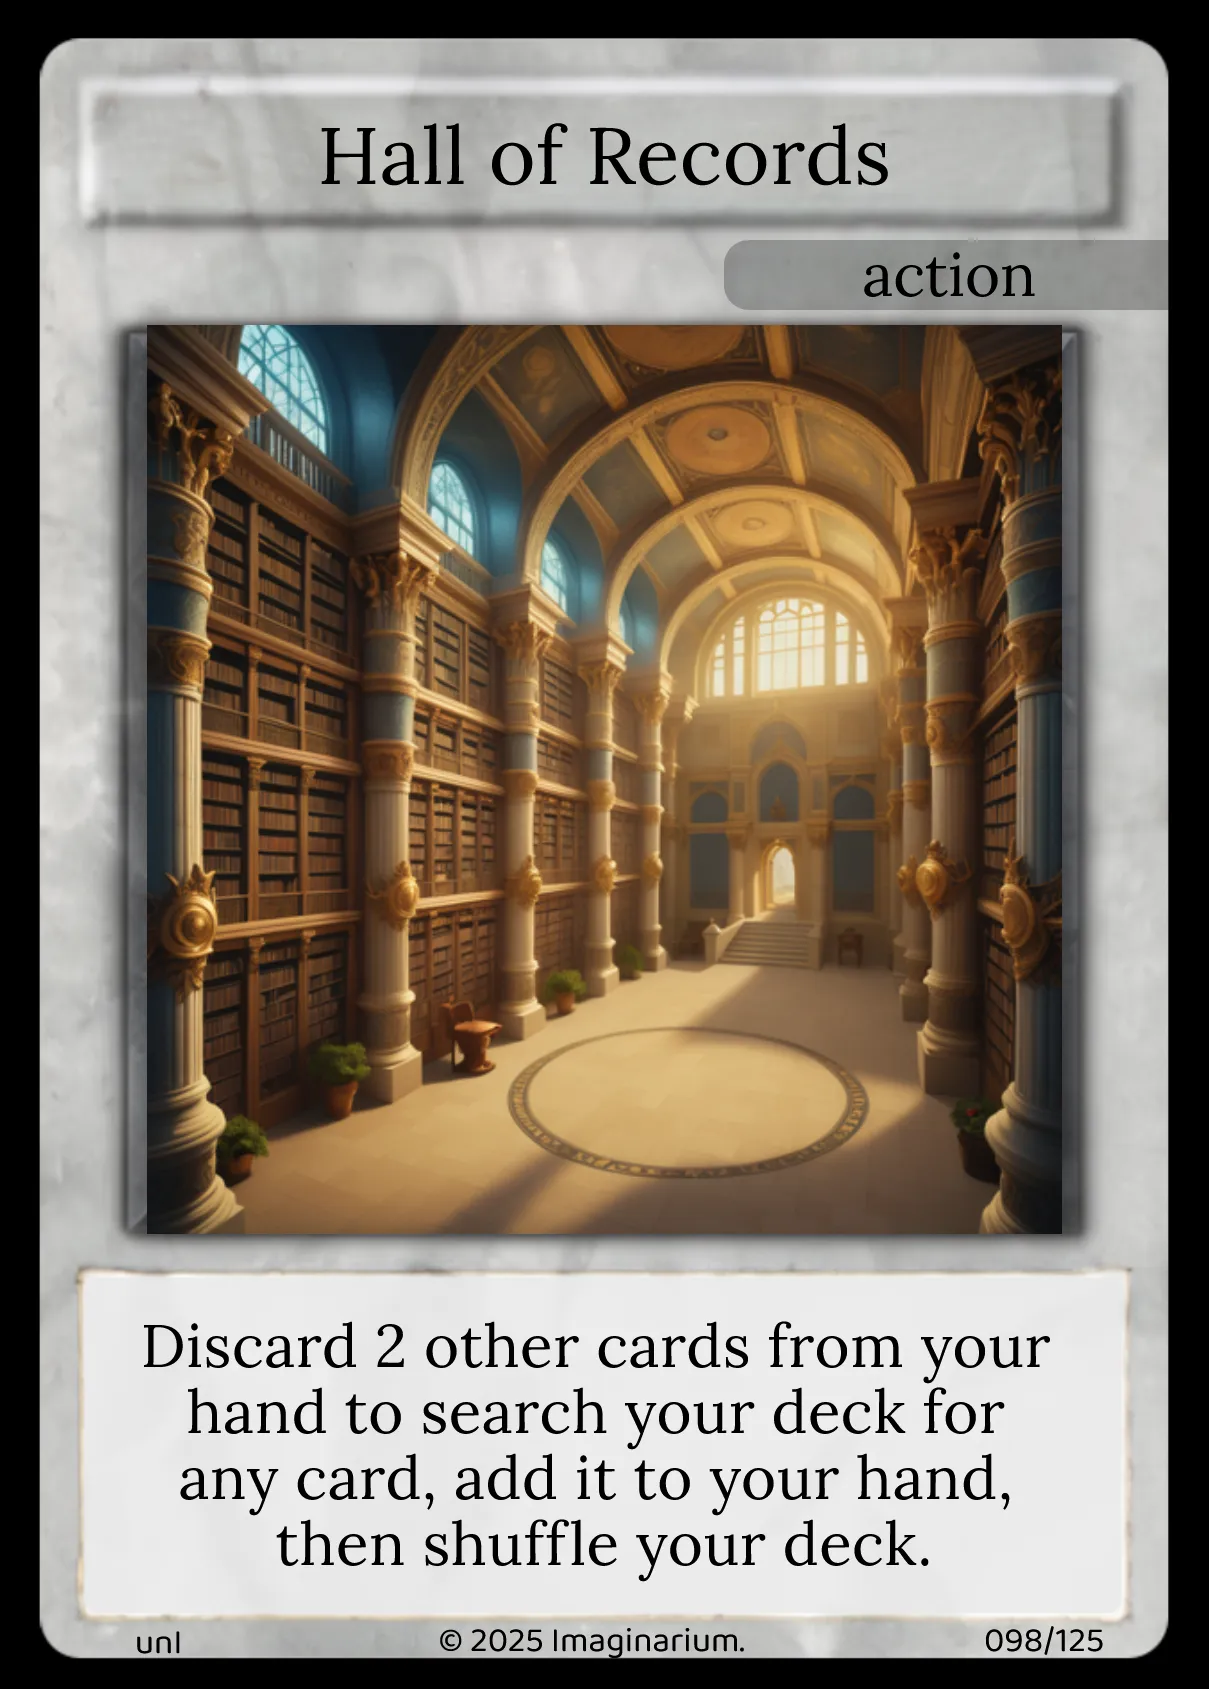 Hall of Records
action
Discard 2 other cards from your
hand to search your deck for
any card, add it to your hand,
then shuffle your deck.
unl
© 2025 Imaginarium.
098/125